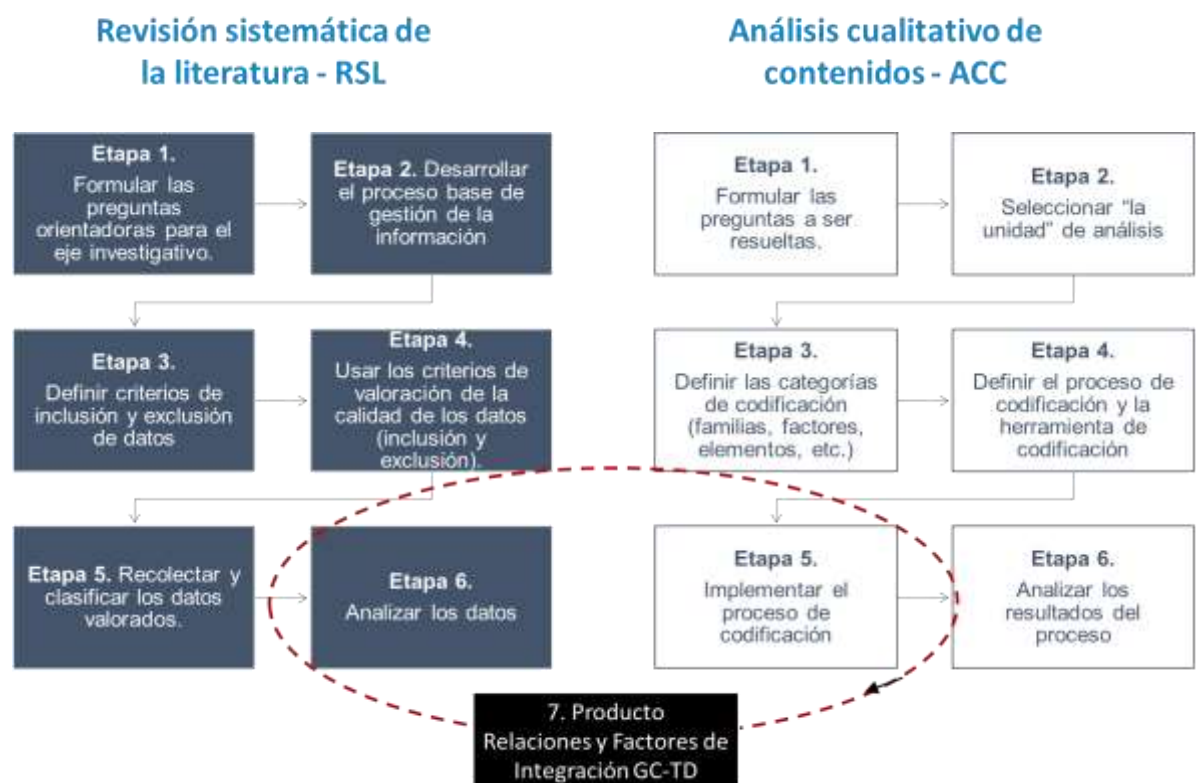 Revisión sistemática de
la literatura - RSL
Etapa 1.
Formular las
preguntas
orientadoras para el
eje investigativo.
Etapa 2. Desarrollar
el proceso base de
gestión de la
información
Etapa 3.
Definir criterios de
inclusión y exclusión
de datos
Etapa 4.
Usar los criterios de
valoración de la
calidad de los datos
(inclusión y
exclusión).
Etapa 5. Recolectar y
clasificar los datos
valorados.
Etapa 6.
Analizar los datos
Análisis cualitativo de
contenidos - ACC
Etapa 1.
Formular las
preguntas a ser
resueltas.
Etapa 2.
Seleccionar “la
unidad” de análisis
Etapa 3.
Definir las categorías
de codificación
(familias, factores,
elementos, etc.)
Etapa 4.
Definir el proceso de
codificación y la
herramienta de
codificación
Etapa 5.
Implementar el
proceso de
codificación
Etapa 6.
Analizar los
resultados del
proceso
7. Producto
Relaciones y Factores de
Integración GC-TD